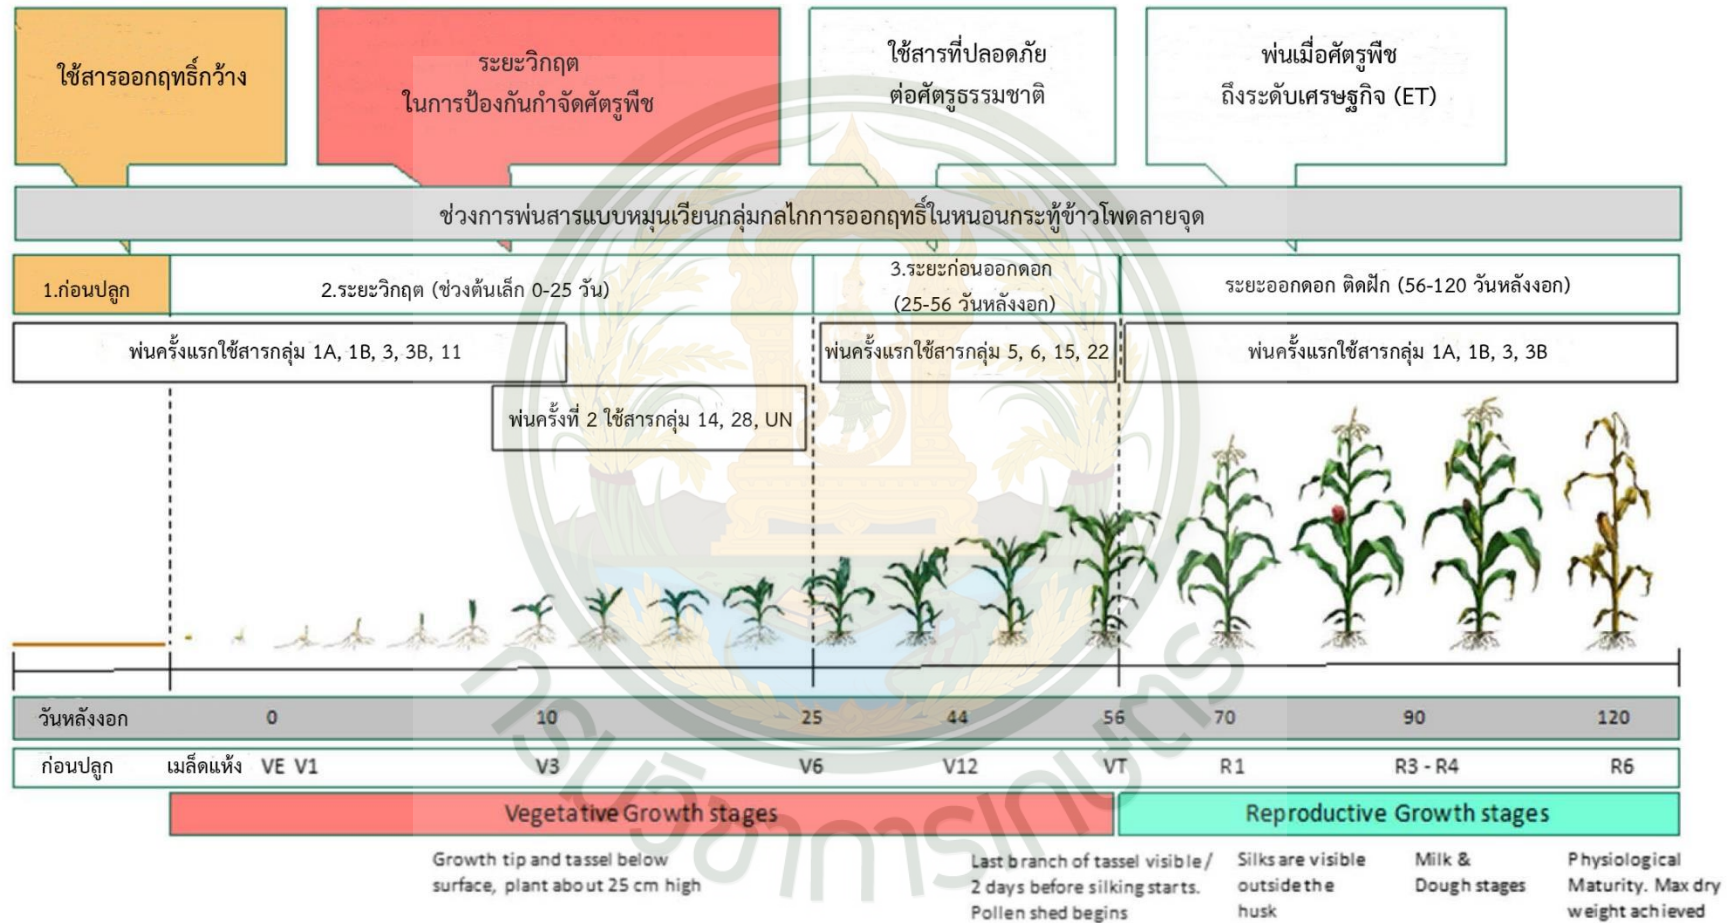 ใช้สารออกฤทธิ์กว้าง
ระยะวิกฤต
ในการป้องกันกำจัดศัตรูพืช
ใช้สารที่ปลอดภัย
ต่อศัตรูธรรมชาติ
พ่นเมื่อศัตรูพืช
ถึงระดับเศรษฐกิจ (ET)
ช่วงการพ่นสารแบบหมุนเวียนกลุ่มกลไกการออกฤทธิ์ในหนอนกระทู้ข้าวโพดลายจุด
1.ก่อนปลูก
2.ระยะวิกฤต (ช่วงต้นเล็ก 0-25 วัน)
3.ระยะก่อนออกดอก
(25-56 วันหลังงอก)
ระยะออกดอก ติดฝัก (56-120 วันหลังงอก)
พ่นครั้งแรกใช้สารกลุ่ม 1A, 1B, 3, 3B, 11
พ่นครั้งแรกใช้สารกลุ่ม 5, 6, 15, 22
พ่นครั้งแรกใช้สารกลุ่ม 1A, 1B, 3, 3B
พ่นครั้งที่ 2 ใช้สารกลุ่ม 14, 28, UN
วันหลังงอก 0 10 25 44 56 70 90 120
ก่อนปลูก เมล็ดแห้ง VE V1 V3 V6 V12 VT R1 R3 - R4 R6
Vegetative Growth stages
Reproductive Growth stages
Growth tip and tassel below
surface, plant about 25 cm high
Last branch of tassel visible /
2 days before silking starts.
Pollen shed begins
Silks are visible
outside the
husk
Milk &
Dough stages
Physiological
Maturity. Max dry
weight achieved
กรมวิชาการเกษตร